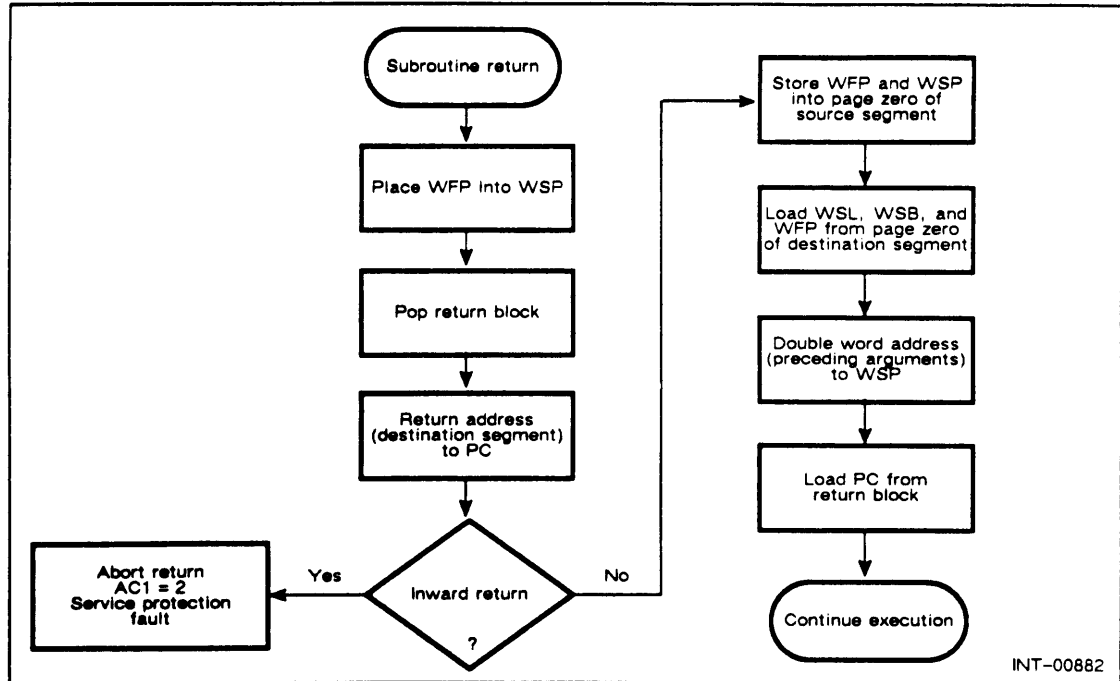 Subroutine return
Place WFP into WSP
Pop return block
Return address
(destination segment)
to PC
Inward return
?
Yes
No
Abort return
AC1 = 2
Service protection
fault
Store WFP and WSP
into page zero of
source segment
Load WSL, WSB, and
WFP from page zero
of destination segment
Double word address
(preceding arguments)
to WSP
Load PC from
return block
Continue execution
INT-00882